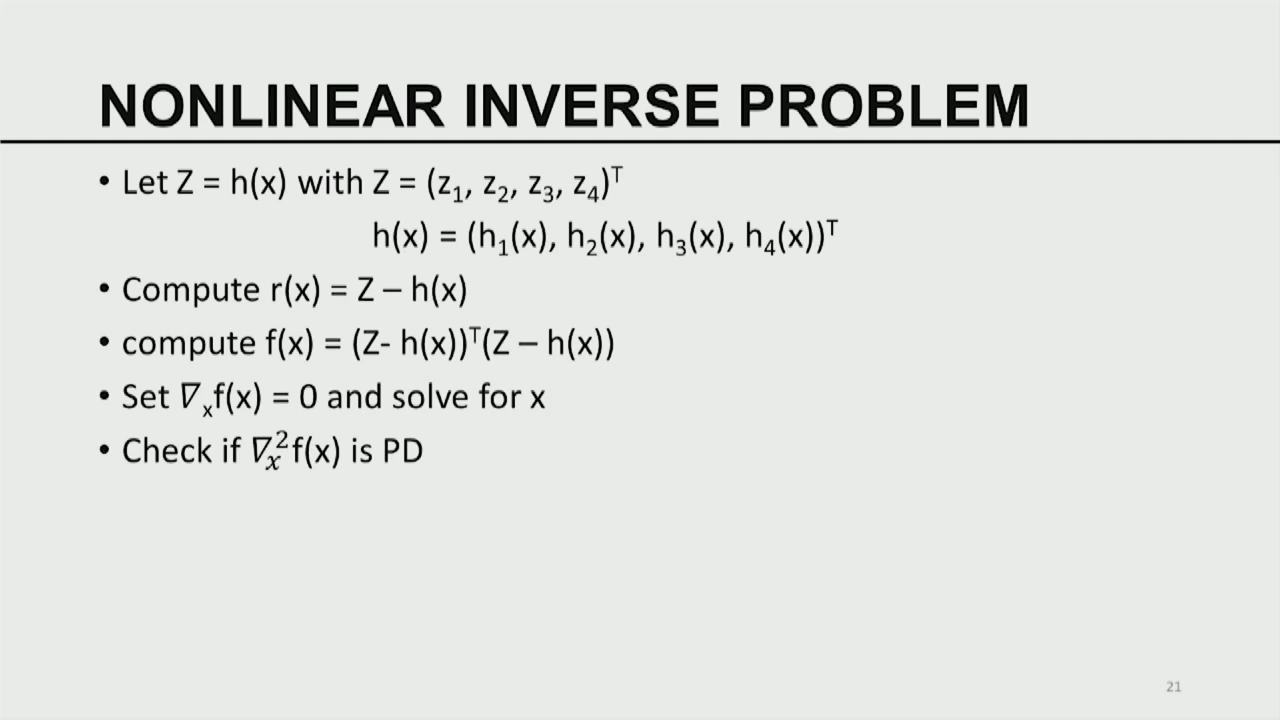 NONLINEAR INVERSE PROBLEM
• Let Z = h(x) with Z = (z₁, z₂, z₃, z₄)ᵀ
h(x) = (h₁(x), h₂(x), h₃(x), h₄(x))ᵀ
• Compute r(x) = Z – h(x)
• compute f(x) = (Z- h(x))ᵀ(Z – h(x))
• Set ∇ₓf(x) = 0 and solve for x
• Check if ∇ₓ²f(x) is PD
21